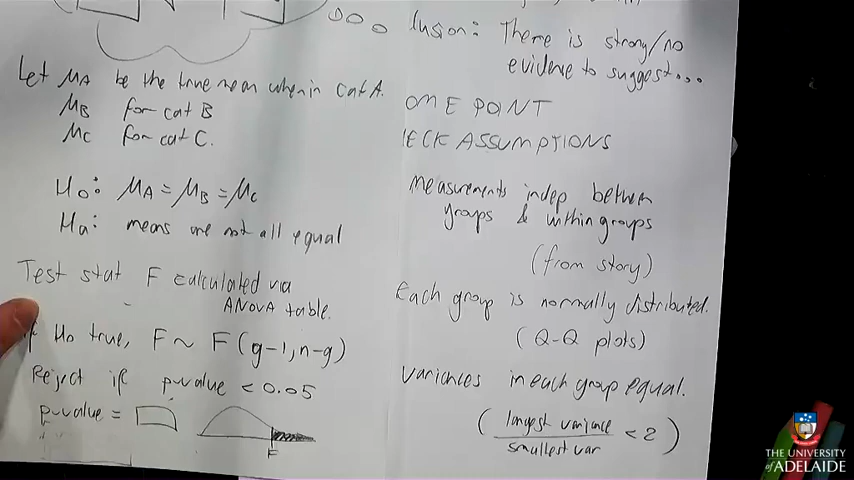 Let μA be the true mean when in cat A.
μB for cat B
μC for cat C.
H₀: μA = μB = μC
Ha: means are not all equal
Test stat F calculated via
ANOVA table.
If H₀ true, F ~ F(g-1, n-g)
Reject if p-value < 0.05
p-value =
F
lusion: There is strong/no
evidence to suggest...
OME POINT
ECK ASSUMPTIONS
Measurements indep between
groups & within groups
(from story)
Each group is normally distributed.
(Q-Q plots)
Variances in each group equal.
(largest variance
smallest var < 2)
THE UNIVERSITY
of ADELAIDE